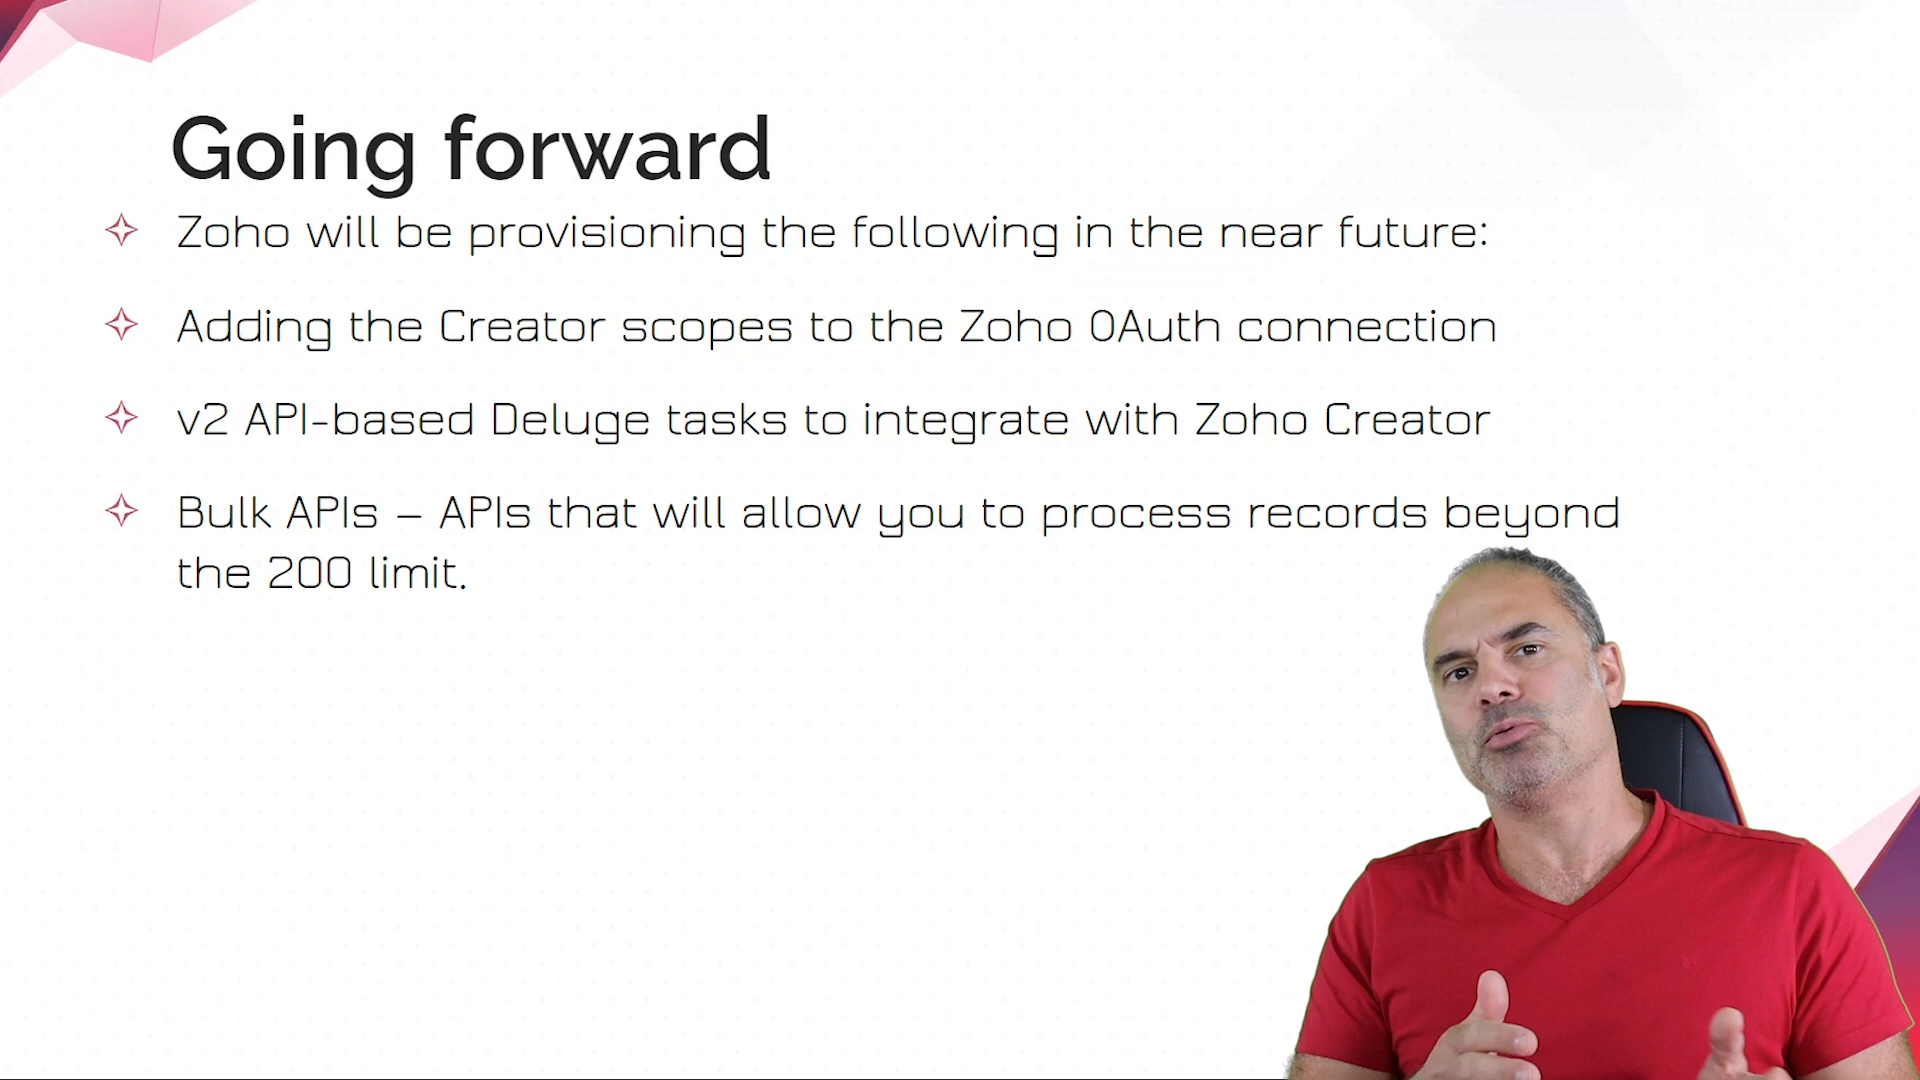 Going forward
Zoho will be provisioning the following in the near future:
Adding the Creator scopes to the Zoho OAuth connection
v2 API-based Deluge tasks to integrate with Zoho Creator
Bulk APIs – APIs that will allow you to process records beyond
the 200 limit.